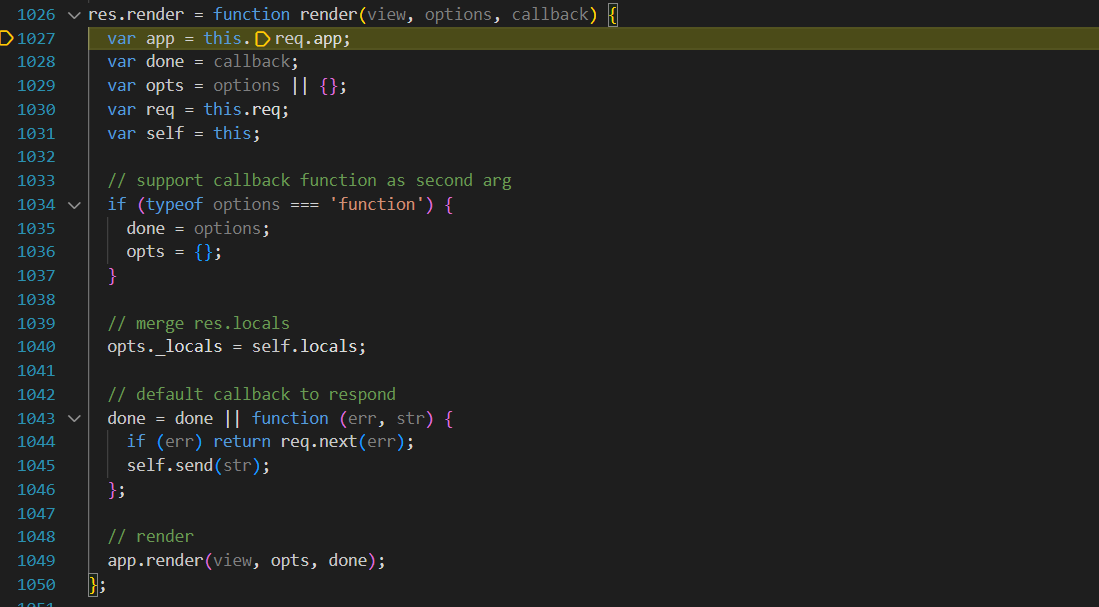 1026 res.render = function render(view, options, callback) {
1027   var app = this.req.app;
1028   var done = callback;
1029   var opts = options || {};
1030   var req = this.req;
1031   var self = this;
1032
1033   // support callback function as second arg
1034   if (typeof options === 'function') {
1035     done = options;
1036     opts = {};
1037   }
1038
1039   // merge res.locals
1040   opts._locals = self.locals;
1041
1042   // default callback to respond
1043   done = done || function (err, str) {
1044     if (err) return req.next(err);
1045     self.send(str);
1046   };
1047
1048   // render
1049   app.render(view, opts, done);
1050 };
1051